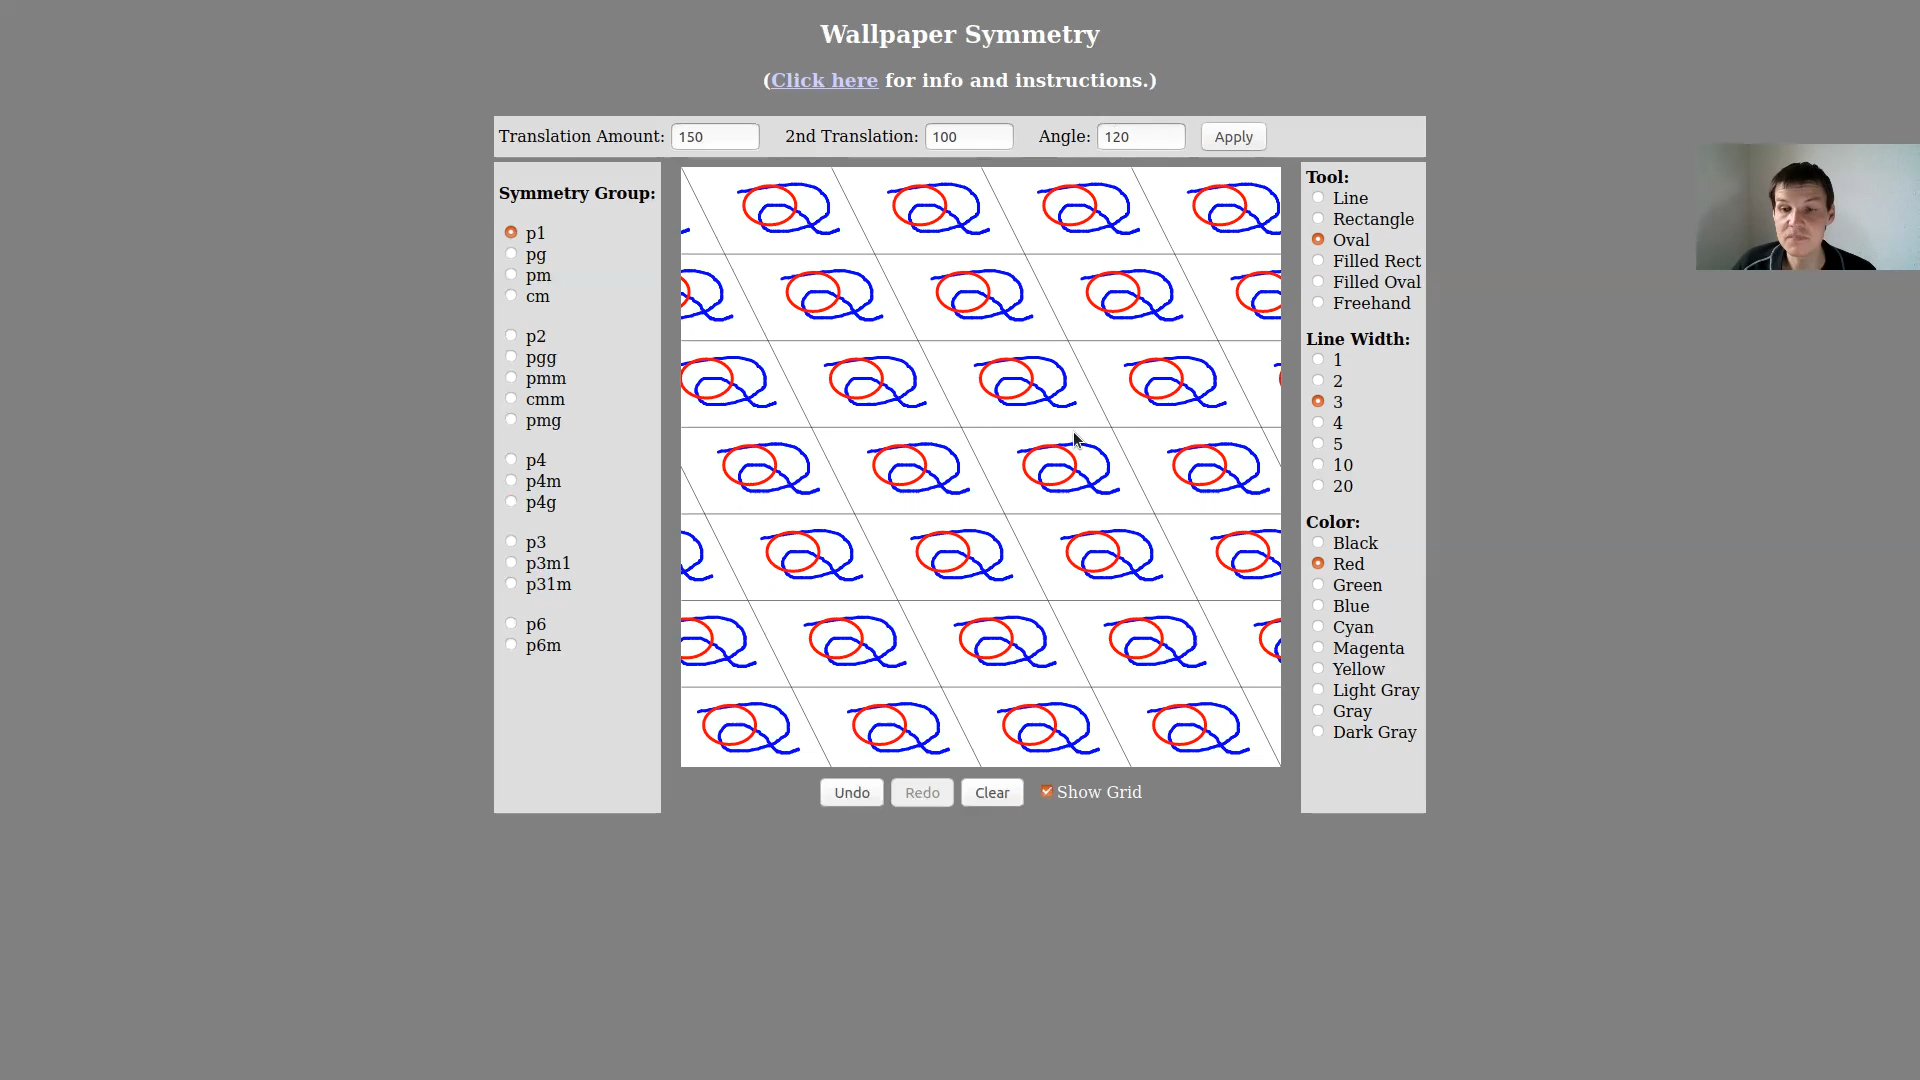 Wallpaper Symmetry
(Click here for info and instructions.)
Translation Amount: 150 2nd Translation: 100 Angle: 120 Apply
Symmetry Group:
p1
pg
pm
cm
p2
pgg
pmm
cmm
pmg
p4
p4m
p4g
p3
p3m1
p31m
p6
p6m
Tool:
Line
Rectangle
Oval
Filled Rect
Filled Oval
Freehand
Line Width:
1
2
3
4
5
10
20
Color:
Black
Red
Green
Blue
Cyan
Magenta
Yellow
Light Gray
Gray
Dark Gray
Undo Redo Clear Show Grid